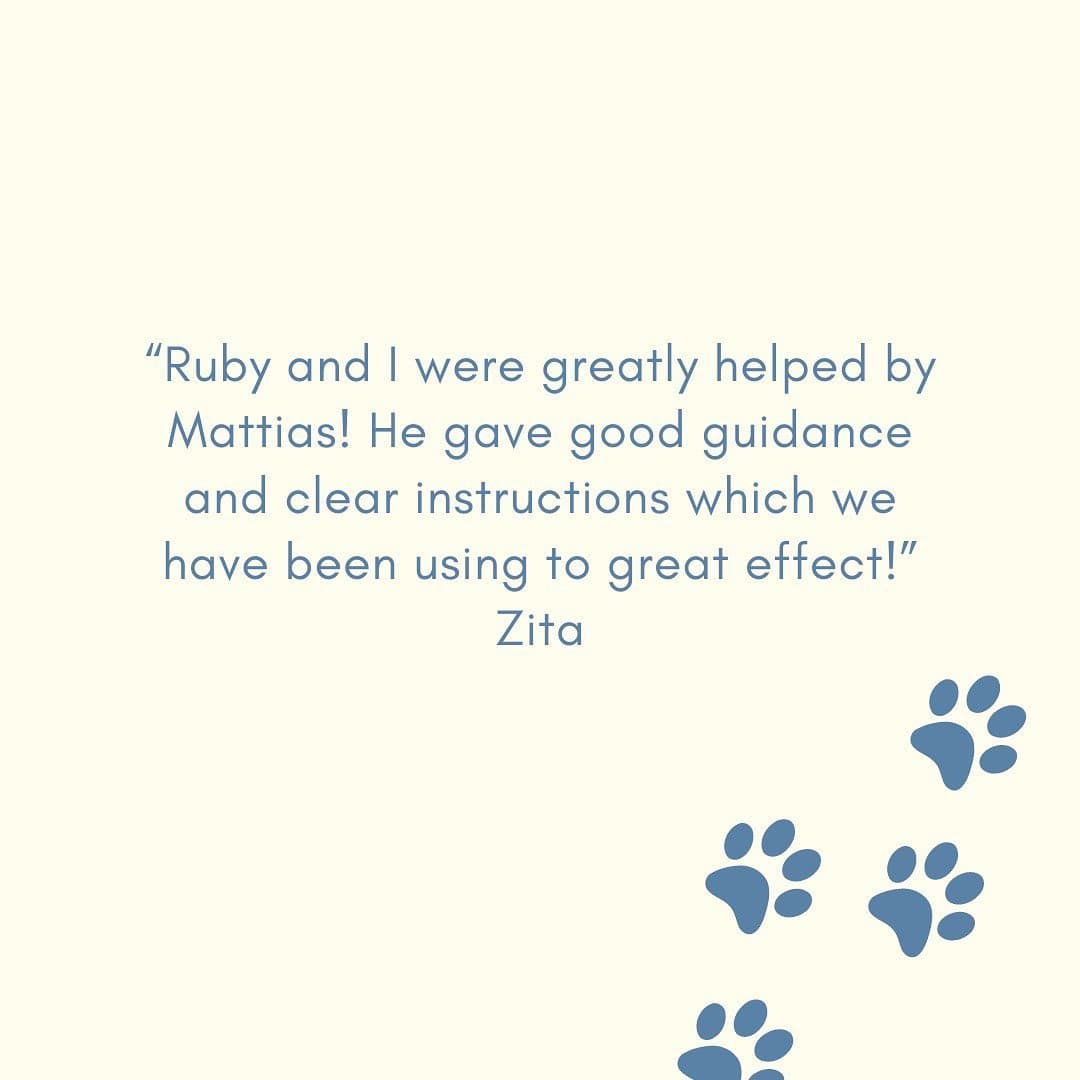 “Ruby and I were greatly helped by
Mattias! He gave good guidance
and clear instructions which we
have been using to great effect!”
Zita